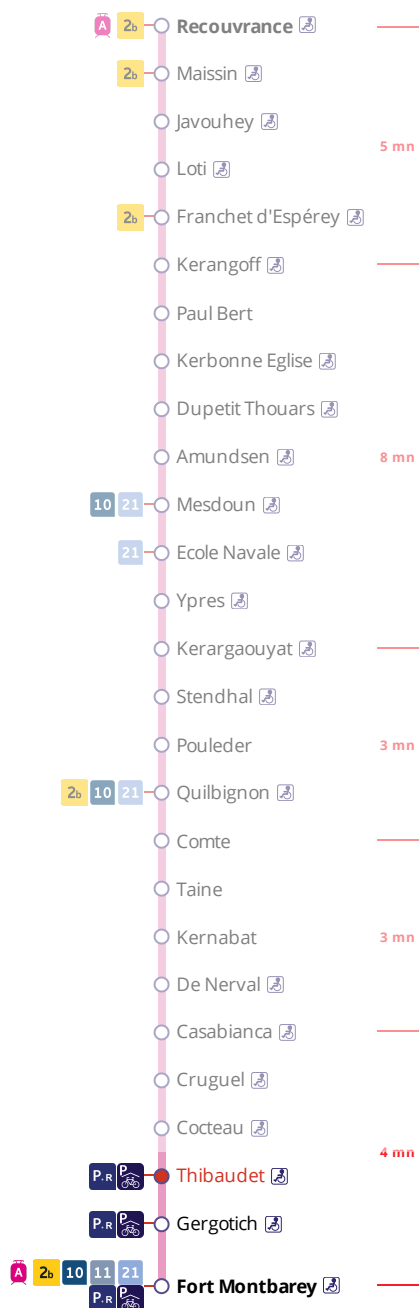 A 2b Recouvrance
2b Maissin
Javouhey
5 mn
Loti
2b Franchet d'Espérey
Kerangoff
Paul Bert
Kerbonne Eglise
Dupetit Thouars
Amundsen 8 mn
10 21 Mesdoun
21 Ecole Navale
Ypres
Kerargaouyat
Stendhal
Pouleder 3 mn
2b 10 21 Quilbignon
Comte
Taine
Kernabat 3 mn
De Nerval
Casabianca
Cruguel
Cocteau
4 mn
P.R P Thibaudet
P.R P Gergotich
A 2b 10 11 21 Fort Montbarey
P.R P